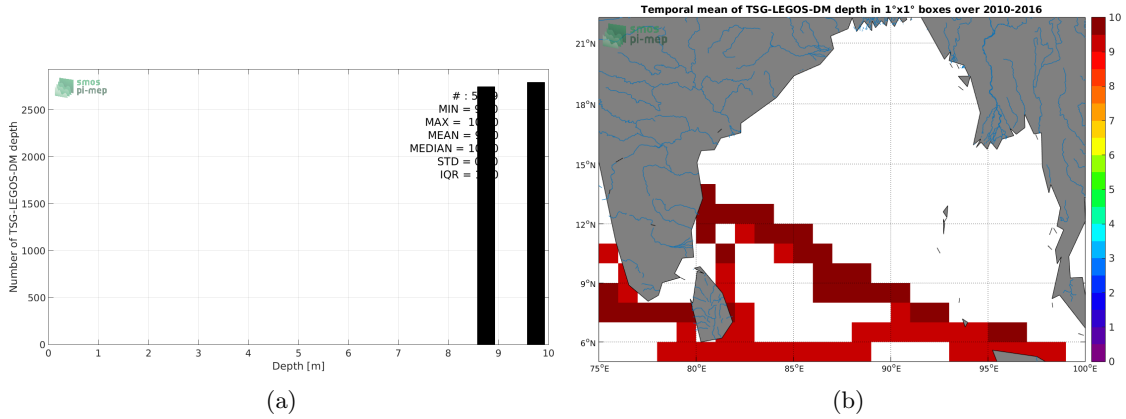 Temporal mean of TSG-LEGOS-DM depth in 1°x1° boxes over 2010-2016
smos
pi-mep
# :
MIN =
MAX =
MEAN =
MEDIAN =
STD =
IQR =
2500
2000
1500
1000
500
0
Number of TSG-LEGOS-DM depth
0 1 2 3 4 5 6 7 8 9 10
Depth [m]
(a)
smos
pi-mep
21°N
18°N
15°N
12°N
9°N
6°N
75°E 80°E 85°E 90°E 95°E 100°E
10
9
8
7
6
5
4
3
2
1
0
(b)